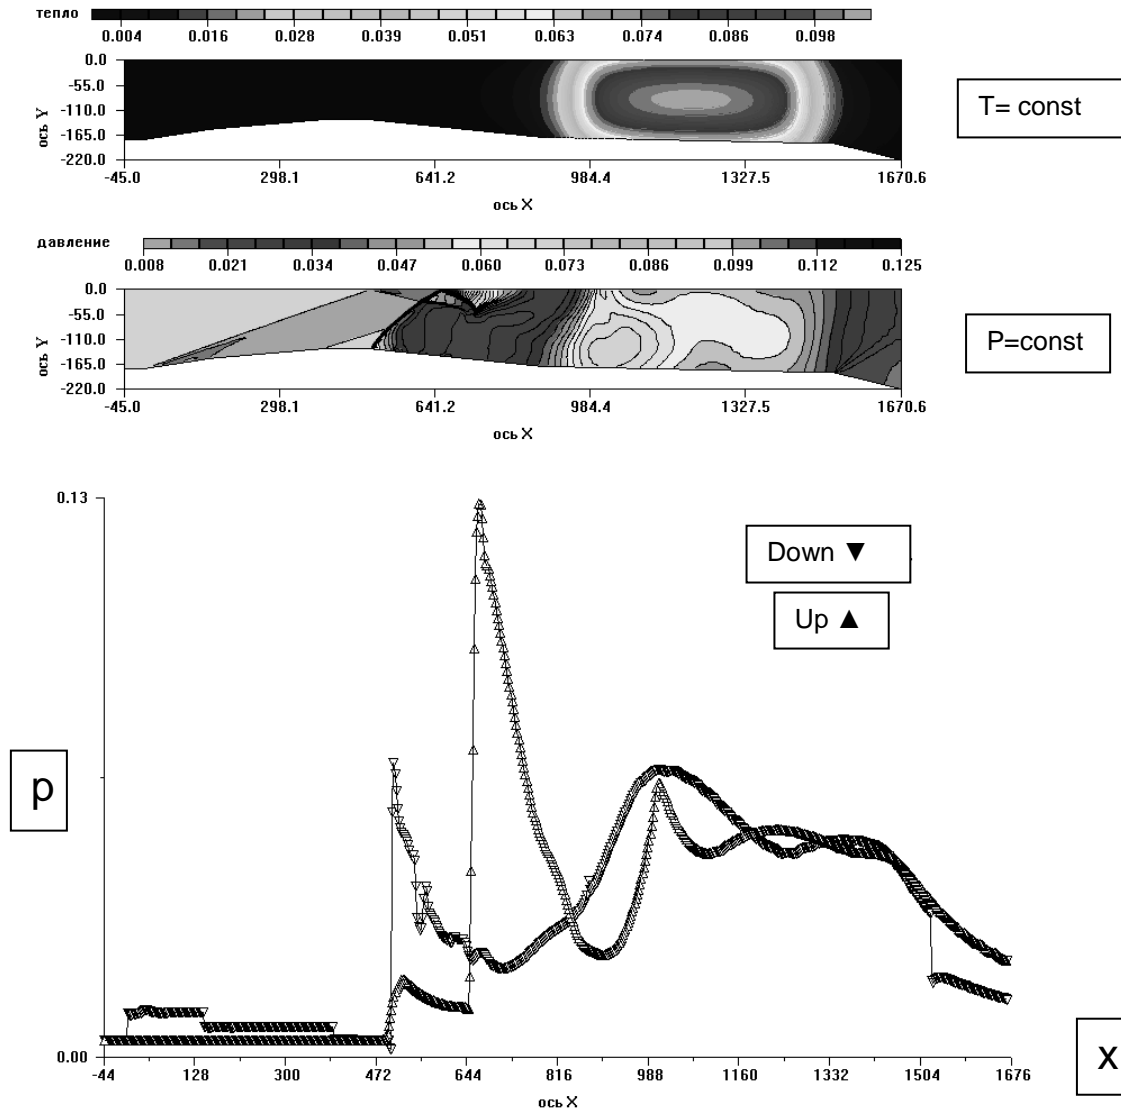 тепло
0.004 0.016 0.028 0.039 0.051 0.063 0.074 0.086 0.098
0.0
-55.0
-110.0
-165.0
-220.0
ось Y
-45.0 298.1 641.2 984.4 1327.5 1670.6
ось X
T= const
давление
0.008 0.021 0.034 0.047 0.060 0.073 0.086 0.099 0.112 0.125
0.0
-55.0
-110.0
-165.0
-220.0
ось Y
-45.0 298.1 641.2 984.4 1327.5 1670.6
ось X
P=const
0.13
Down ▼
Up ▲
p
0.00
-44 128 300 472 644 816 988 1160 1332 1504 1676
ось X
x